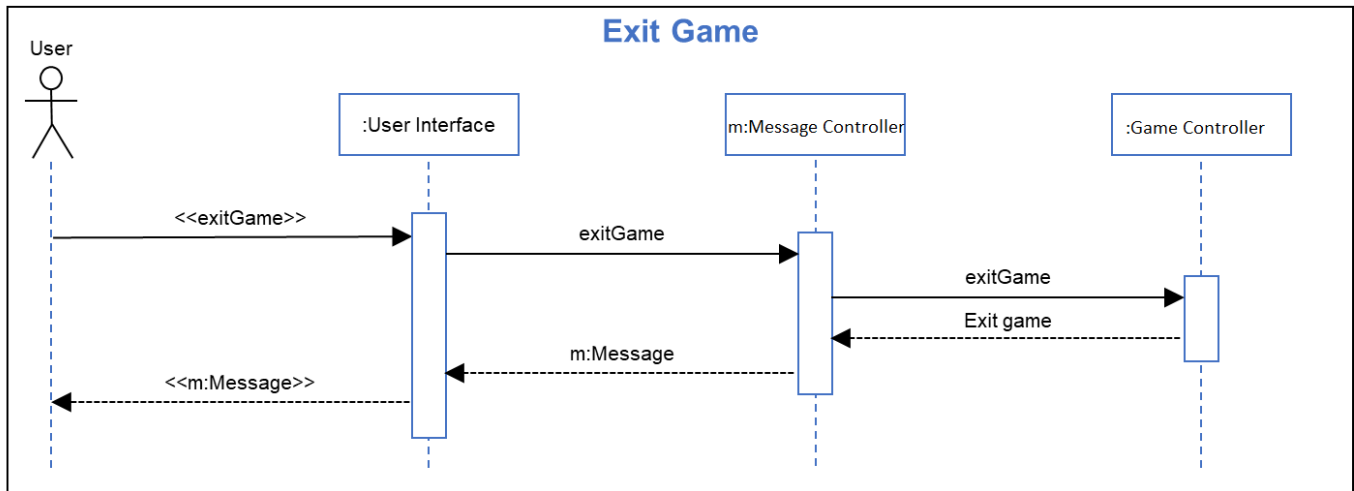 Exit Game
User
:User Interface
m:Message Controller
:Game Controller
<<exitGame>>
exitGame
exitGame
Exit game
m:Message
<<m:Message>>